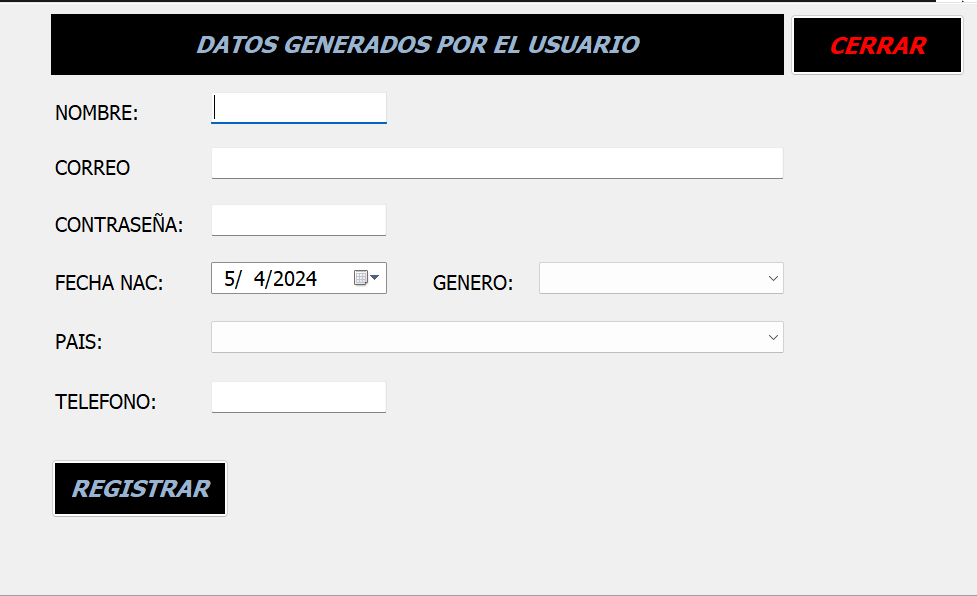 DATOS GENERADOS POR EL USUARIO
CERRAR
NOMBRE:
CORREO
CONTRASEÑA:
FECHA NAC: 5/ 4/2024 GENERO:
PAIS:
TELEFONO:
REGISTRAR